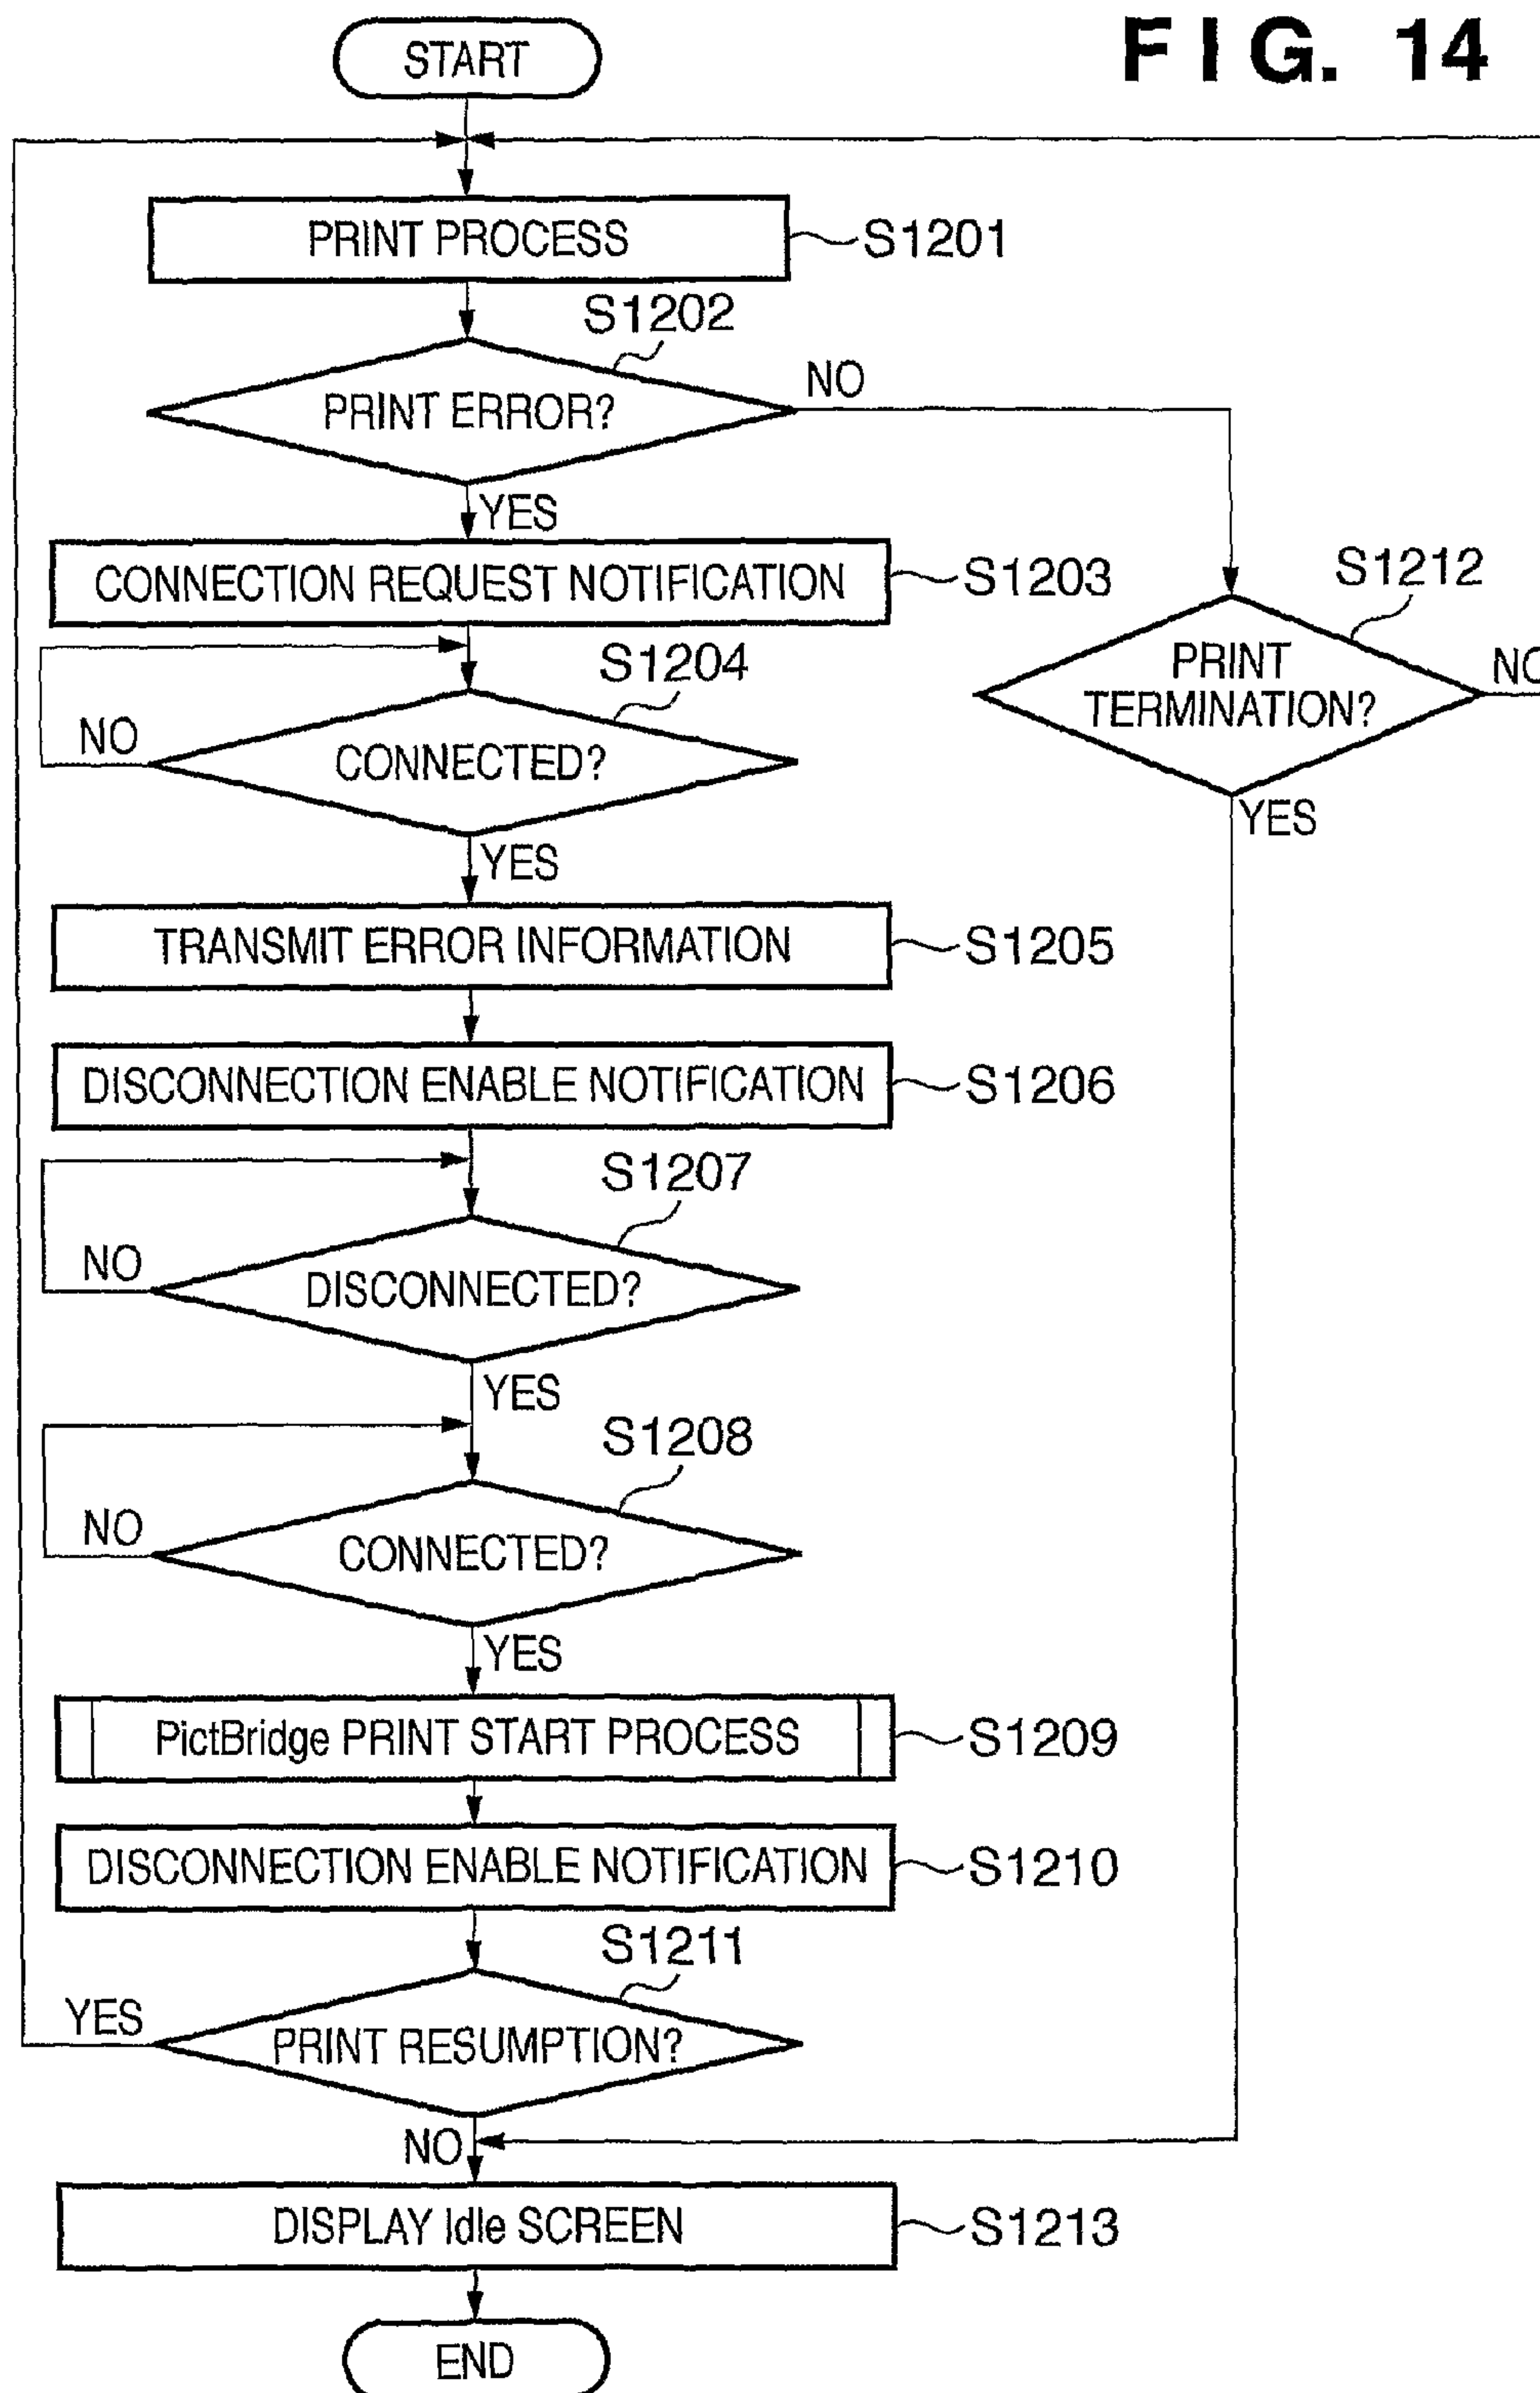 FIG. 14
START
PRINT PROCESS
S1201
S1202
PRINT ERROR?
NO
YES
CONNECTION REQUEST NOTIFICATION
S1203
S1204
CONNECTED?
NO
YES
S1212
PRINT
TERMINATION?
NO
YES
TRANSMIT ERROR INFORMATION
S1205
DISCONNECTION ENABLE NOTIFICATION
S1206
S1207
DISCONNECTED?
NO
YES
S1208
CONNECTED?
NO
YES
PictBridge PRINT START PROCESS
S1209
DISCONNECTION ENABLE NOTIFICATION
S1210
S1211
YES
PRINT RESUMPTION?
NO
DISPLAY Idle SCREEN
S1213
END